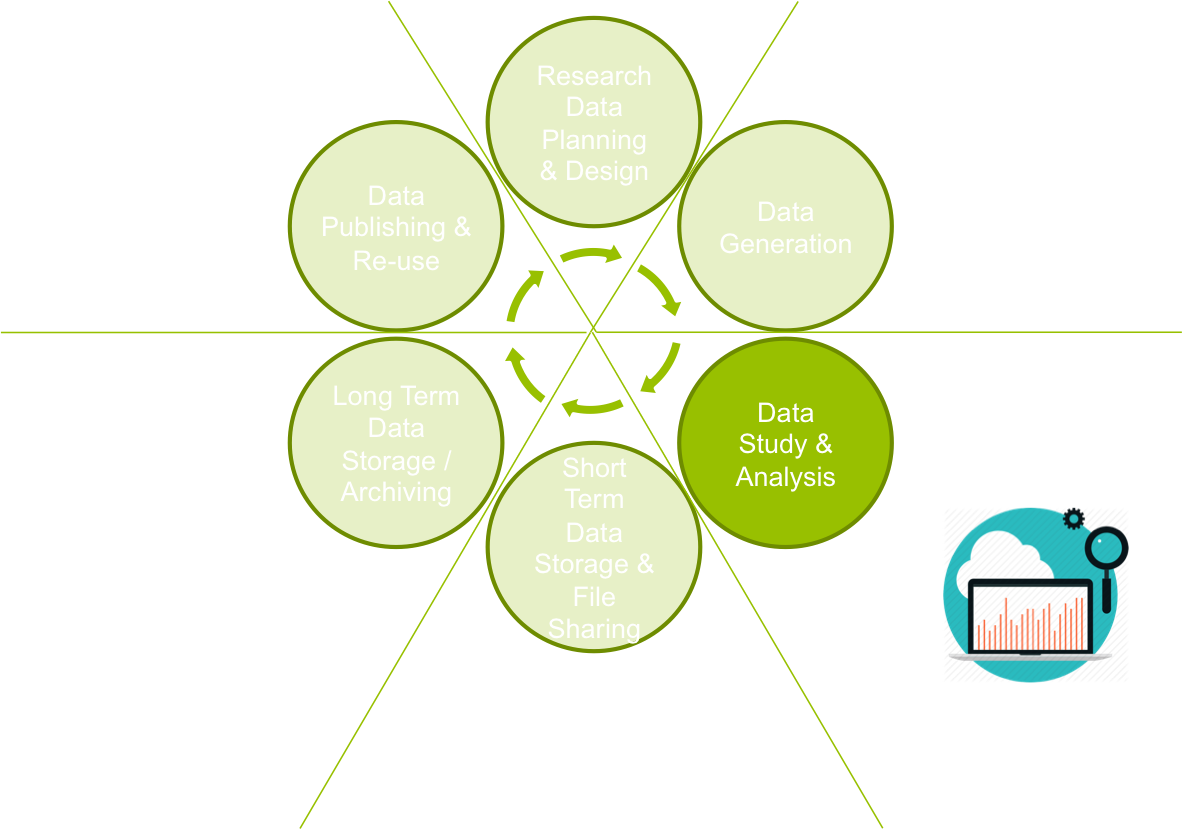 Research
Data
Planning
& Design
Data
Generation
Data
Study &
Analysis
Short
Term
Data
Storage &
File
Sharing
Long Term
Data
Storage /
Archiving
Data
Publishing &
Re-use